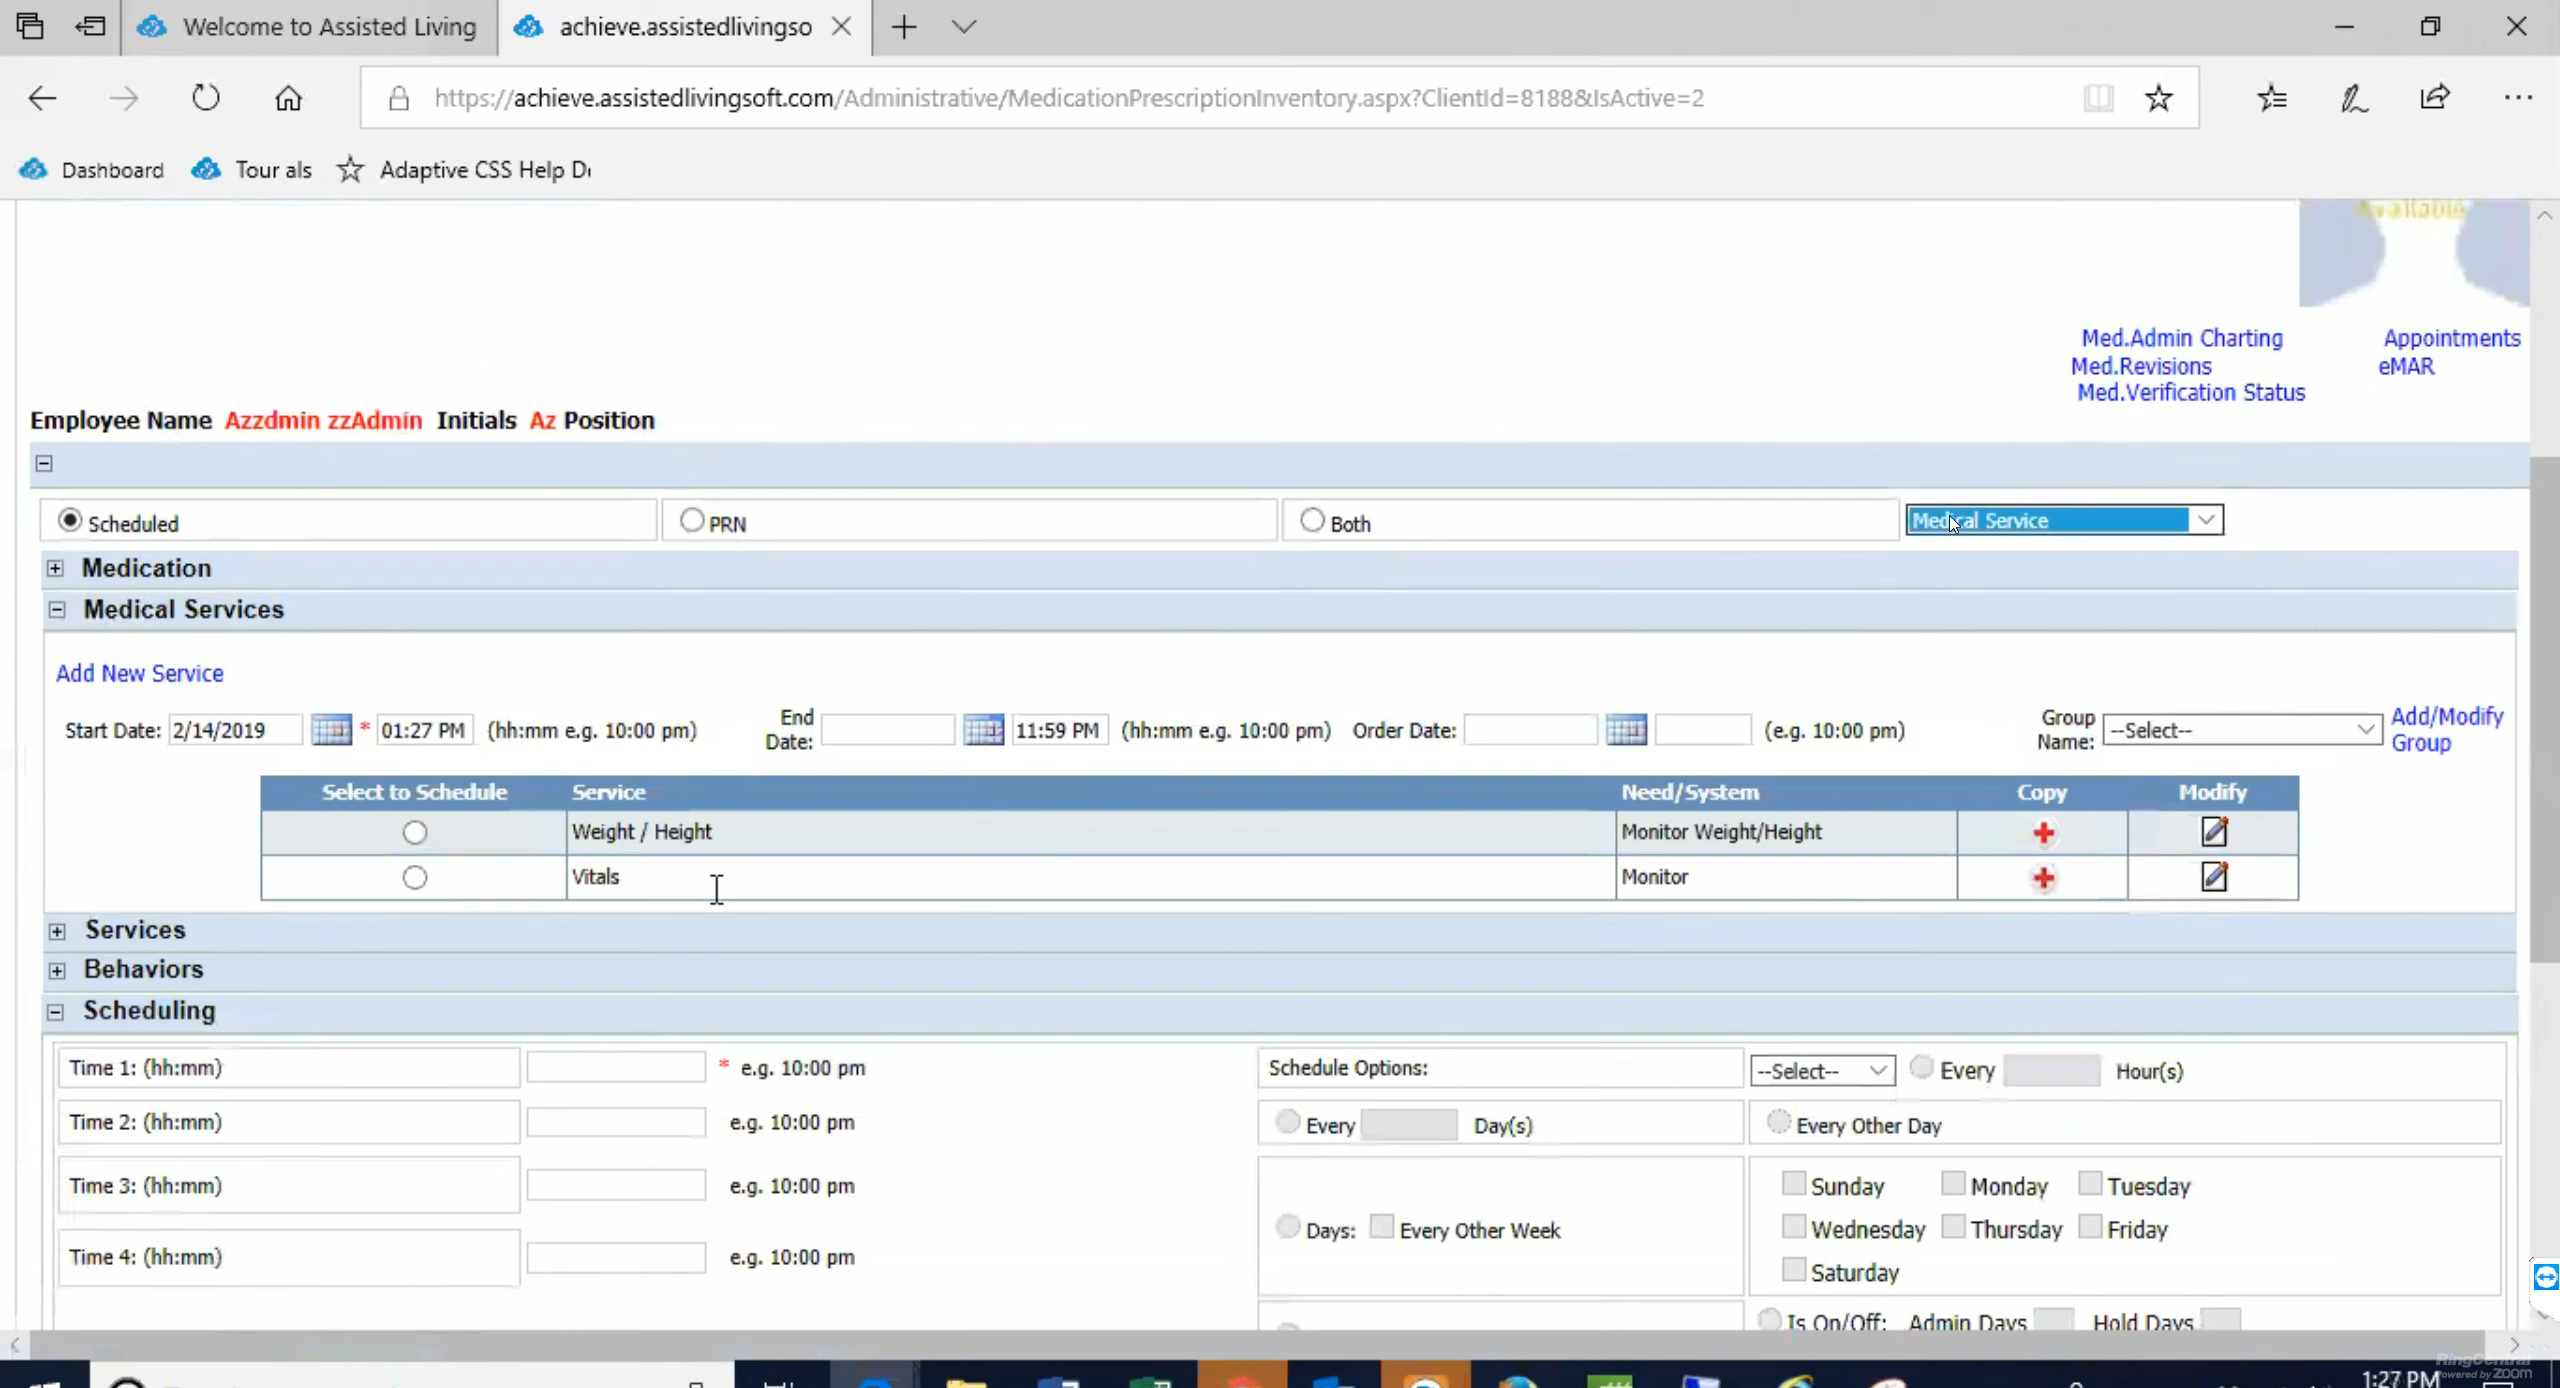 Welcome to Assisted Living
achieve.assistedlivingso
https://achieve.assistedlivingsoft.com/Administrative/MedicationPrescriptionInventory.aspx?ClientId=8188&IsActive=2
Dashboard Tour als Adaptive CSS Help D
Available
Med.Admin Charting Appointments
Med.Revisions eMAR
Med.Verification Status
Employee Name Azzdmin zzAdmin Initials Az Position
Scheduled PRN Both Medical Service
Medication
Medical Services
Add New Service
Start Date: 2/14/2019 * 01:27 PM (hh:mm e.g. 10:00 pm) End Date: 11:59 PM (hh:mm e.g. 10:00 pm) Order Date: (e.g. 10:00 pm) Group Name: --Select-- Add/Modify Group
Select to Schedule Service Need/System Copy Modify
Weight / Height Monitor Weight/Height
Vitals Monitor
Services
Behaviors
Scheduling
Time 1: (hh:mm) * e.g. 10:00 pm Schedule Options: --Select-- Every Hour(s)
Time 2: (hh:mm) e.g. 10:00 pm Every Day(s) Every Other Day
Time 3: (hh:mm) e.g. 10:00 pm
Sunday Monday Tuesday
Days: Every Other Week Wednesday Thursday Friday
Time 4: (hh:mm) e.g. 10:00 pm
Saturday
Is On/Off: Admin Days Hold Days
RingCentral
Powered by zoom
1:27 PM